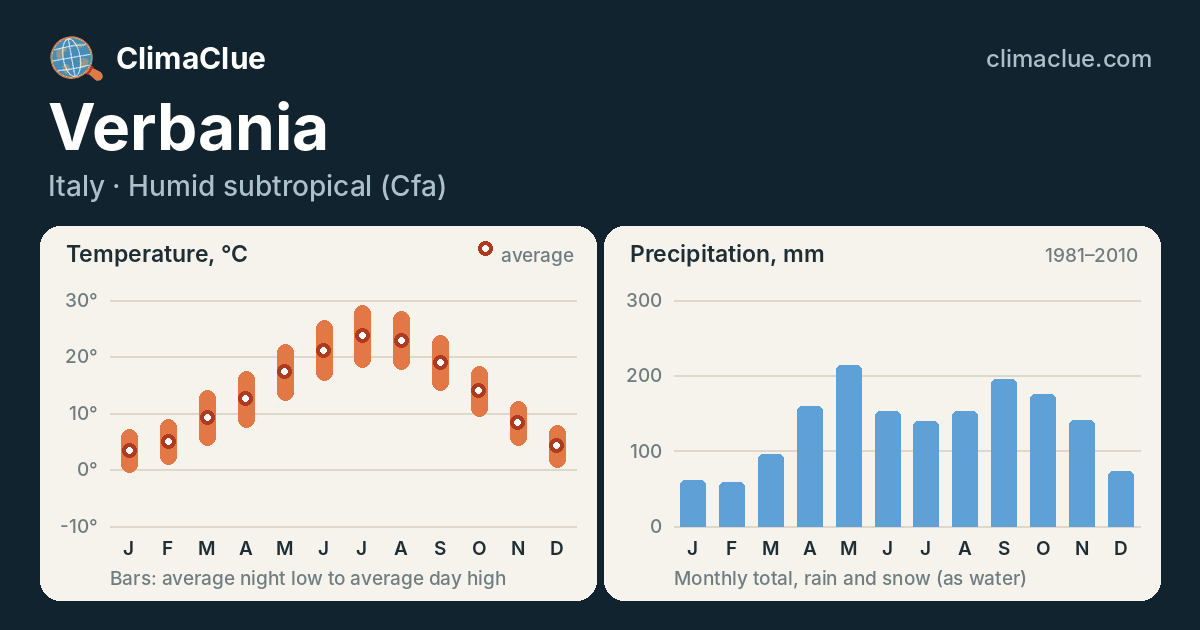 ClimaClue
climaclue.com
Verbania
Italy · Humid subtropical (Cfa)
Temperature, °C
average
30°
20°
10°
0°
-10°
J F M A M J J A S O N D
Bars: average night low to average day high
Precipitation, mm
1981–2010
300
200
100
0
J F M A M J J A S O N D
Monthly total, rain and snow (as water)